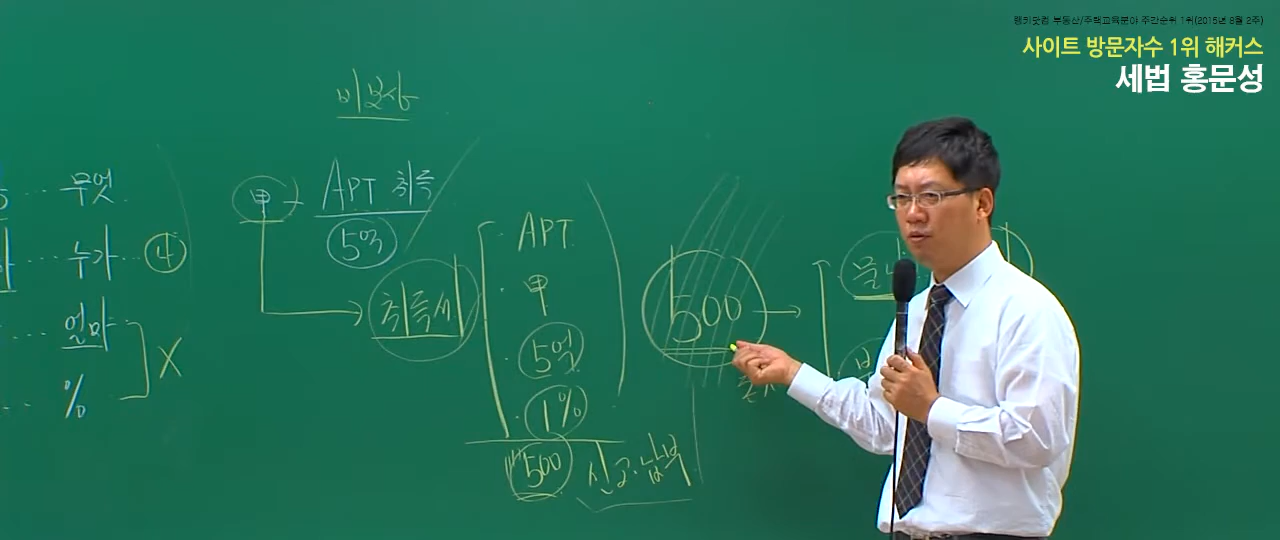 랭키닷컴 부동산/주택교육분야 주간순위 1위(2015년 8월 2주)
사이트 방문자수 1위 해커스
세법 홍문성
비보상
무엇
누가 ④
얼마
%
X
甲
APT 취득
5억
취득세
APT
甲
5억
1%
500
신고·납부
500